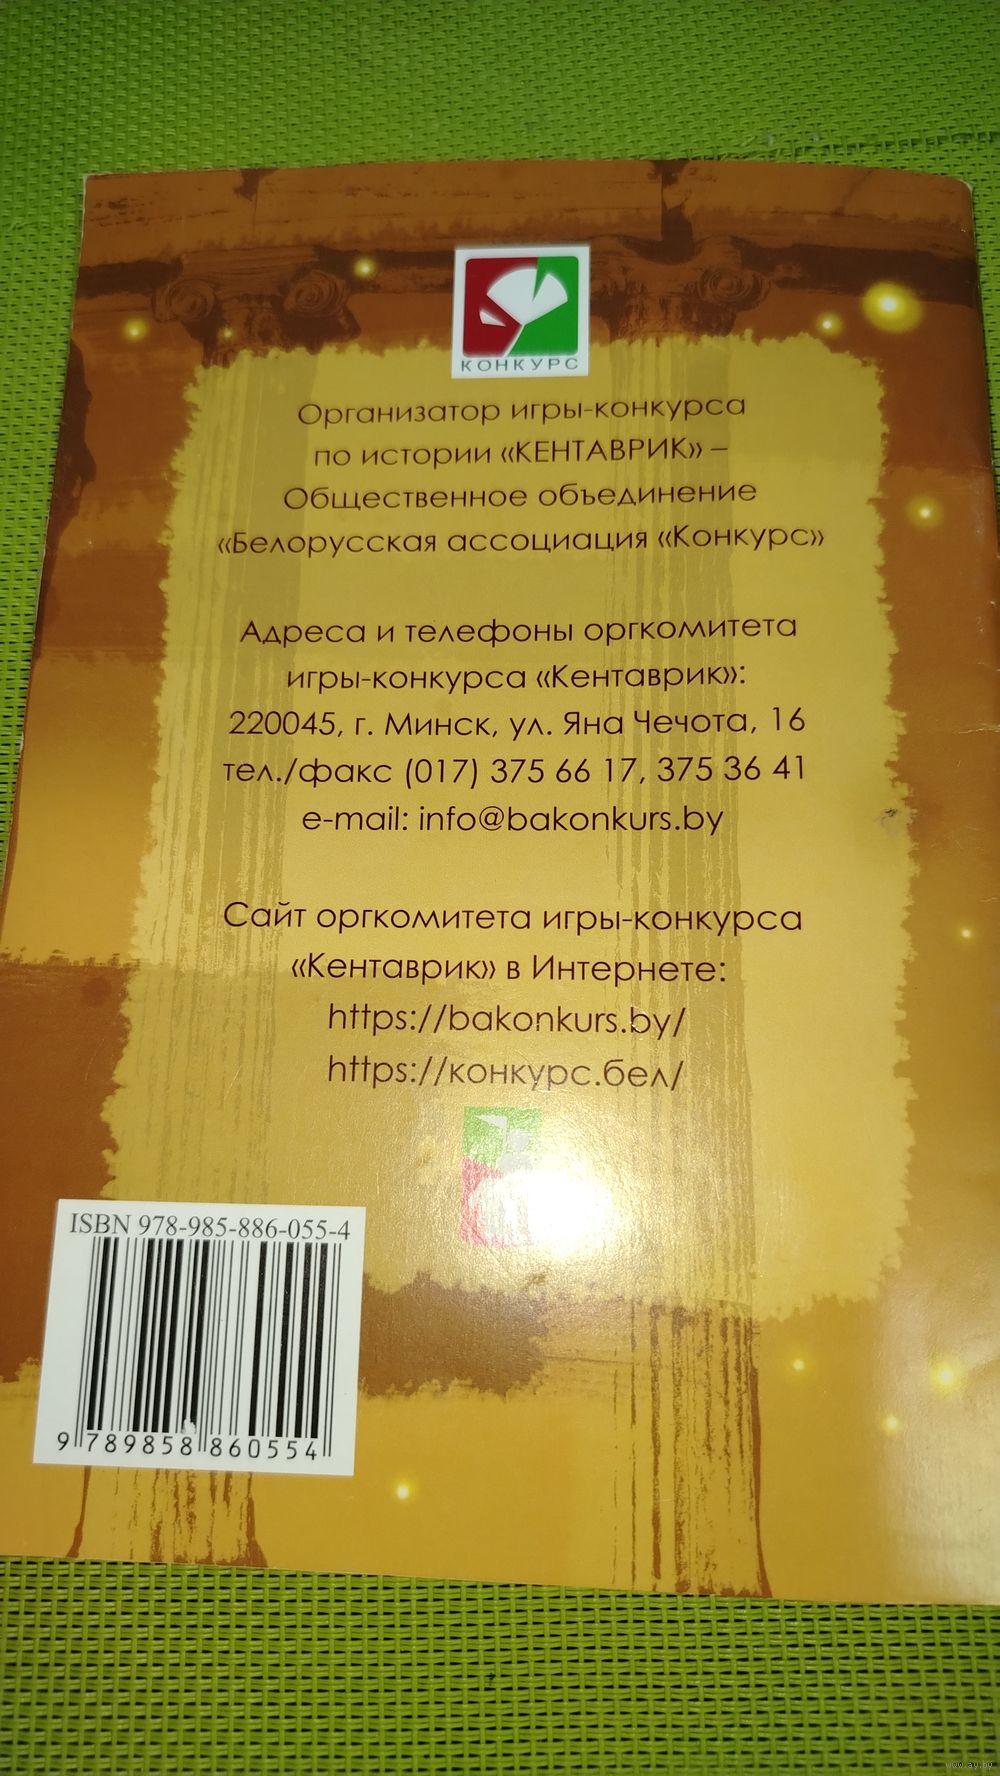 КОНКУРС
Организатор игры-конкурса
по истории «КЕНТАВРИК» –
Общественное объединение
«Белорусская ассоциация «Конкурс»
Адреса и телефоны оргкомитета
игры-конкурса «Кентаврик»:
220045, г. Минск, ул. Яна Чечота, 16
тел./факс (017) 375 66 17, 375 36 41
e-mail: info@bakonkurs.by
Сайт оргкомитета игры-конкурса
«Кентаврик» в Интернете:
https://bakonkurs.by/
https://конкурс.бел/
ISBN 978-985-886-055-4
9 789858 860554